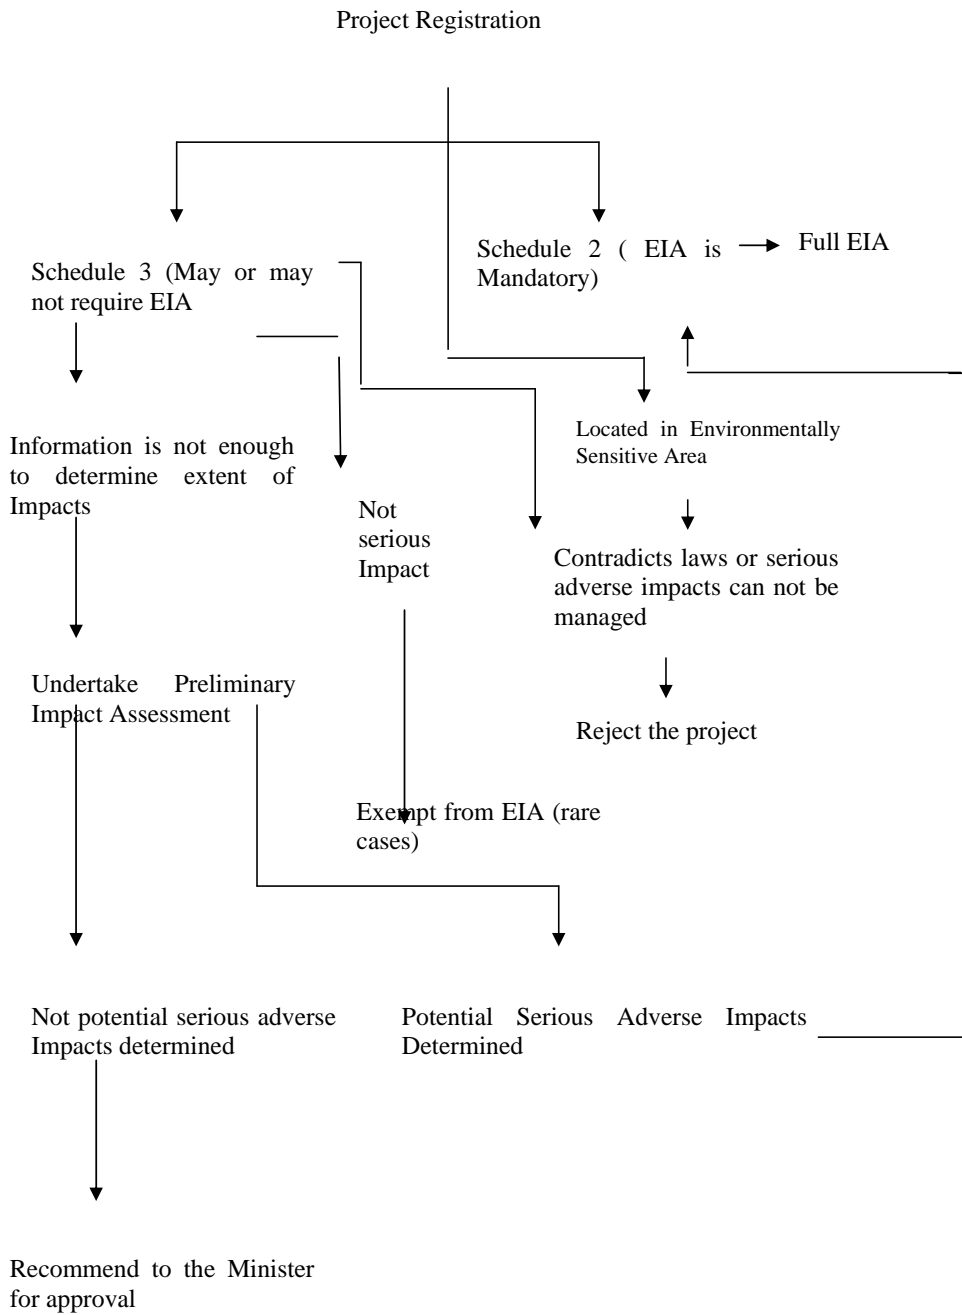 Project Registration
Schedule 2 ( EIA is
Mandatory)
Full EIA
Schedule 3 (May or may
not require EIA
Located in Environmentally
Sensitive Area
Information is not enough
to determine extent of
Impacts
Not
serious
Impact
Contradicts laws or serious
adverse impacts can not be
managed
Undertake Preliminary
Impact Assessment
Reject the project
Exempt from EIA (rare
cases)
Not potential serious adverse
Impacts determined
Potential Serious Adverse Impacts
Determined
Recommend to the Minister
for approval